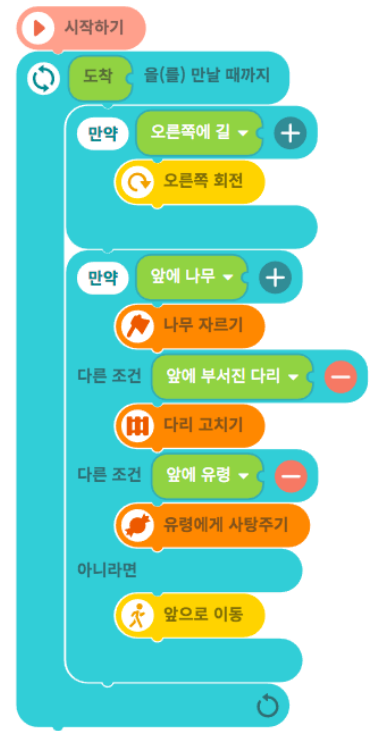 시작하기
도착 을(를) 만날 때까지
만약 오른쪽에 길
오른쪽 회전
만약 앞에 나무
나무 자르기
다른 조건 앞에 부서진 다리
다리 고치기
다른 조건 앞에 유령
유령에게 사탕주기
아니라면
앞으로 이동